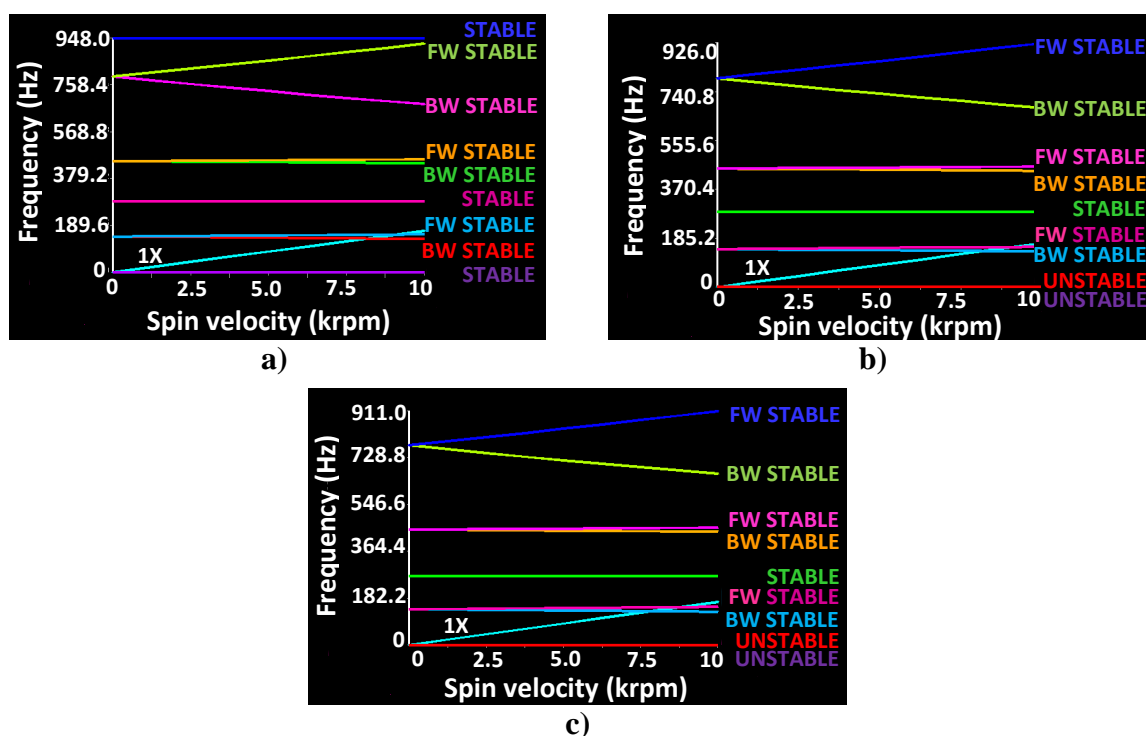 948.0
758.4
568.8
379.2
189.6
0
Frequency (Hz)
STABLE
FW STABLE
BW STABLE
FW STABLE
BW STABLE
STABLE
FW STABLE
BW STABLE
STABLE
1X
0 2.5 5.0 7.5 10
Spin velocity (krpm)
a)
926.0
740.8
555.6
370.4
185.2
0
Frequency (Hz)
FW STABLE
BW STABLE
FW STABLE
BW STABLE
STABLE
FW STABLE
BW STABLE
UNSTABLE
UNSTABLE
1X
0 2.5 5.0 7.5 10
Spin velocity (krpm)
b)
911.0
728.8
546.6
364.4
182.2
0
Frequency (Hz)
FW STABLE
BW STABLE
FW STABLE
BW STABLE
STABLE
FW STABLE
BW STABLE
UNSTABLE
UNSTABLE
1X
0 2.5 5.0 7.5 10
Spin velocity (krpm)
c)